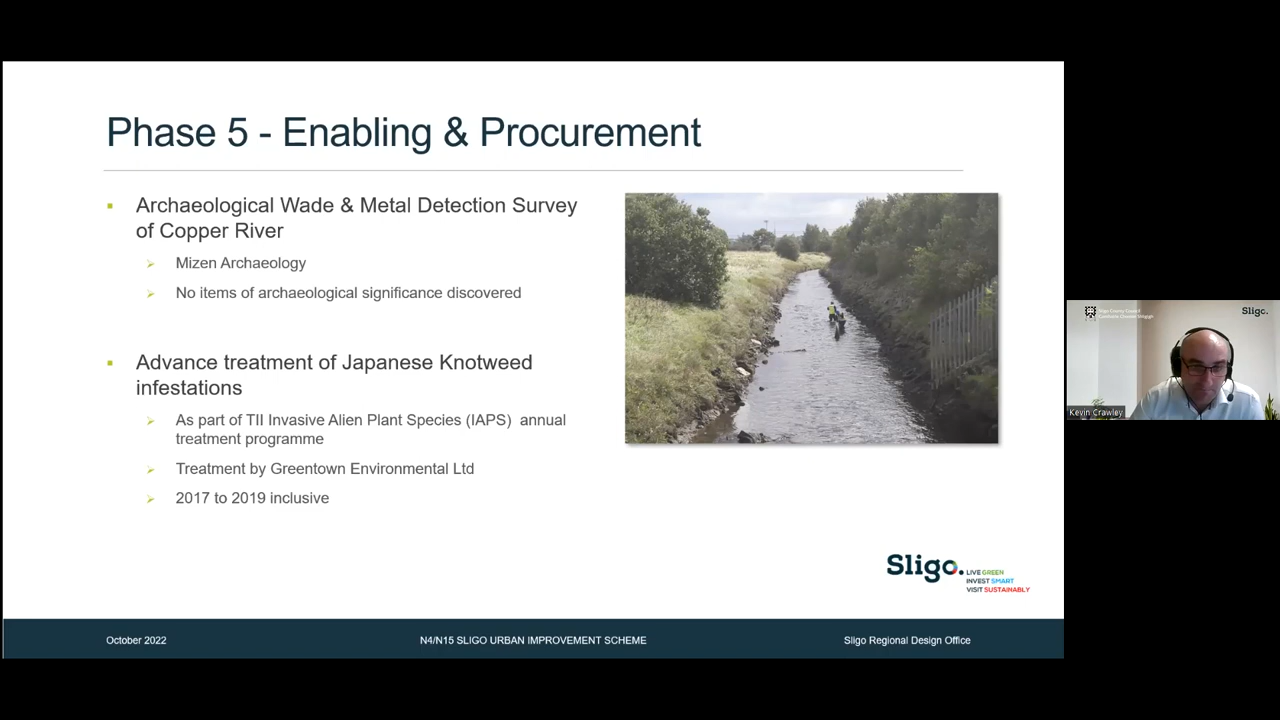 Phase 5 - Enabling & Procurement
Archaeological Wade & Metal Detection Survey
of Copper River
Mizen Archaeology
No items of archaeological significance discovered
Advance treatment of Japanese Knotweed
infestations
As part of TII Invasive Alien Plant Species (IAPS) annual
treatment programme
Treatment by Greentown Environmental Ltd
2017 to 2019 inclusive
Sligo.
LIVE GREEN
INVEST SMART
VISIT SUSTAINABLY
October 2022
N4/N15 SLIGO URBAN IMPROVEMENT SCHEME
Sligo Regional Design Office
Sligo County Council
Sligo.
Kevin Crawley